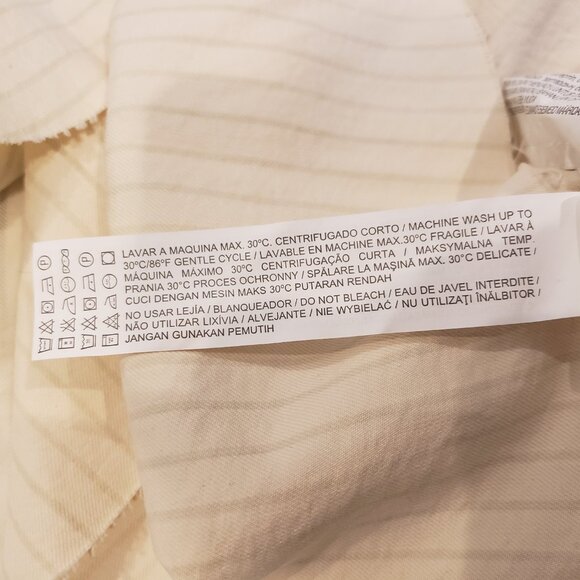 LAVAR A MAQUINA MAX. 30ºC. CENTRIFUGADO CORTO / MACHINE WASH UP TO
30ºC/86ºF GENTLE CYCLE / LAVABLE EN MACHINE MAX.30ºC FRAGILE / LAVAR À
MÁQUINA MÁXIMO 30ºC CENTRIFUGAÇÃO CURTA / MAKSYMALNA TEMP.
PRANIA 30ºC PROCES OCHRONNY / SPĂLARE LA MAŞINĂ MAX. 30ºC DELICATE /
CUCI DENGAN MESIN MAKS 30ºC PUTARAN RENDAH
NO USAR LEJÍA / BLANQUEADOR / DO NOT BLEACH / EAU DE JAVEL INTERDITE /
NÃO UTILIZAR LIXÍVIA / ALVEJANTE / NIE WYBIELAĆ / NU UTILIZAŢI ÎNĂLBITOR /
JANGAN GUNAKAN PEMUTIH